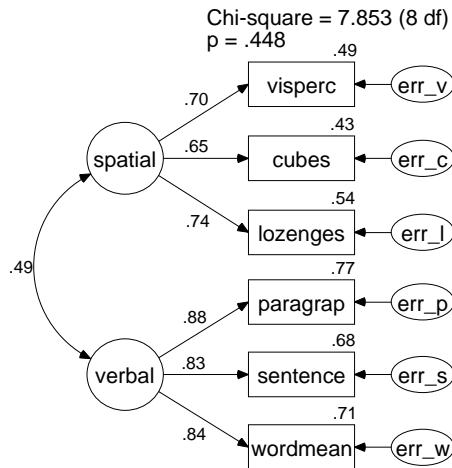 Chi-square = 7.853 (8 df)
p = .448
.49
visperc
err_v
.70
.43
spatial
.65
cubes
err_c
.54
.74
lozenges
err_l
.49
.77
paragrap
err_p
.88
.68
verbal
.83
sentence
err_s
.71
.84
wordmean
err_w